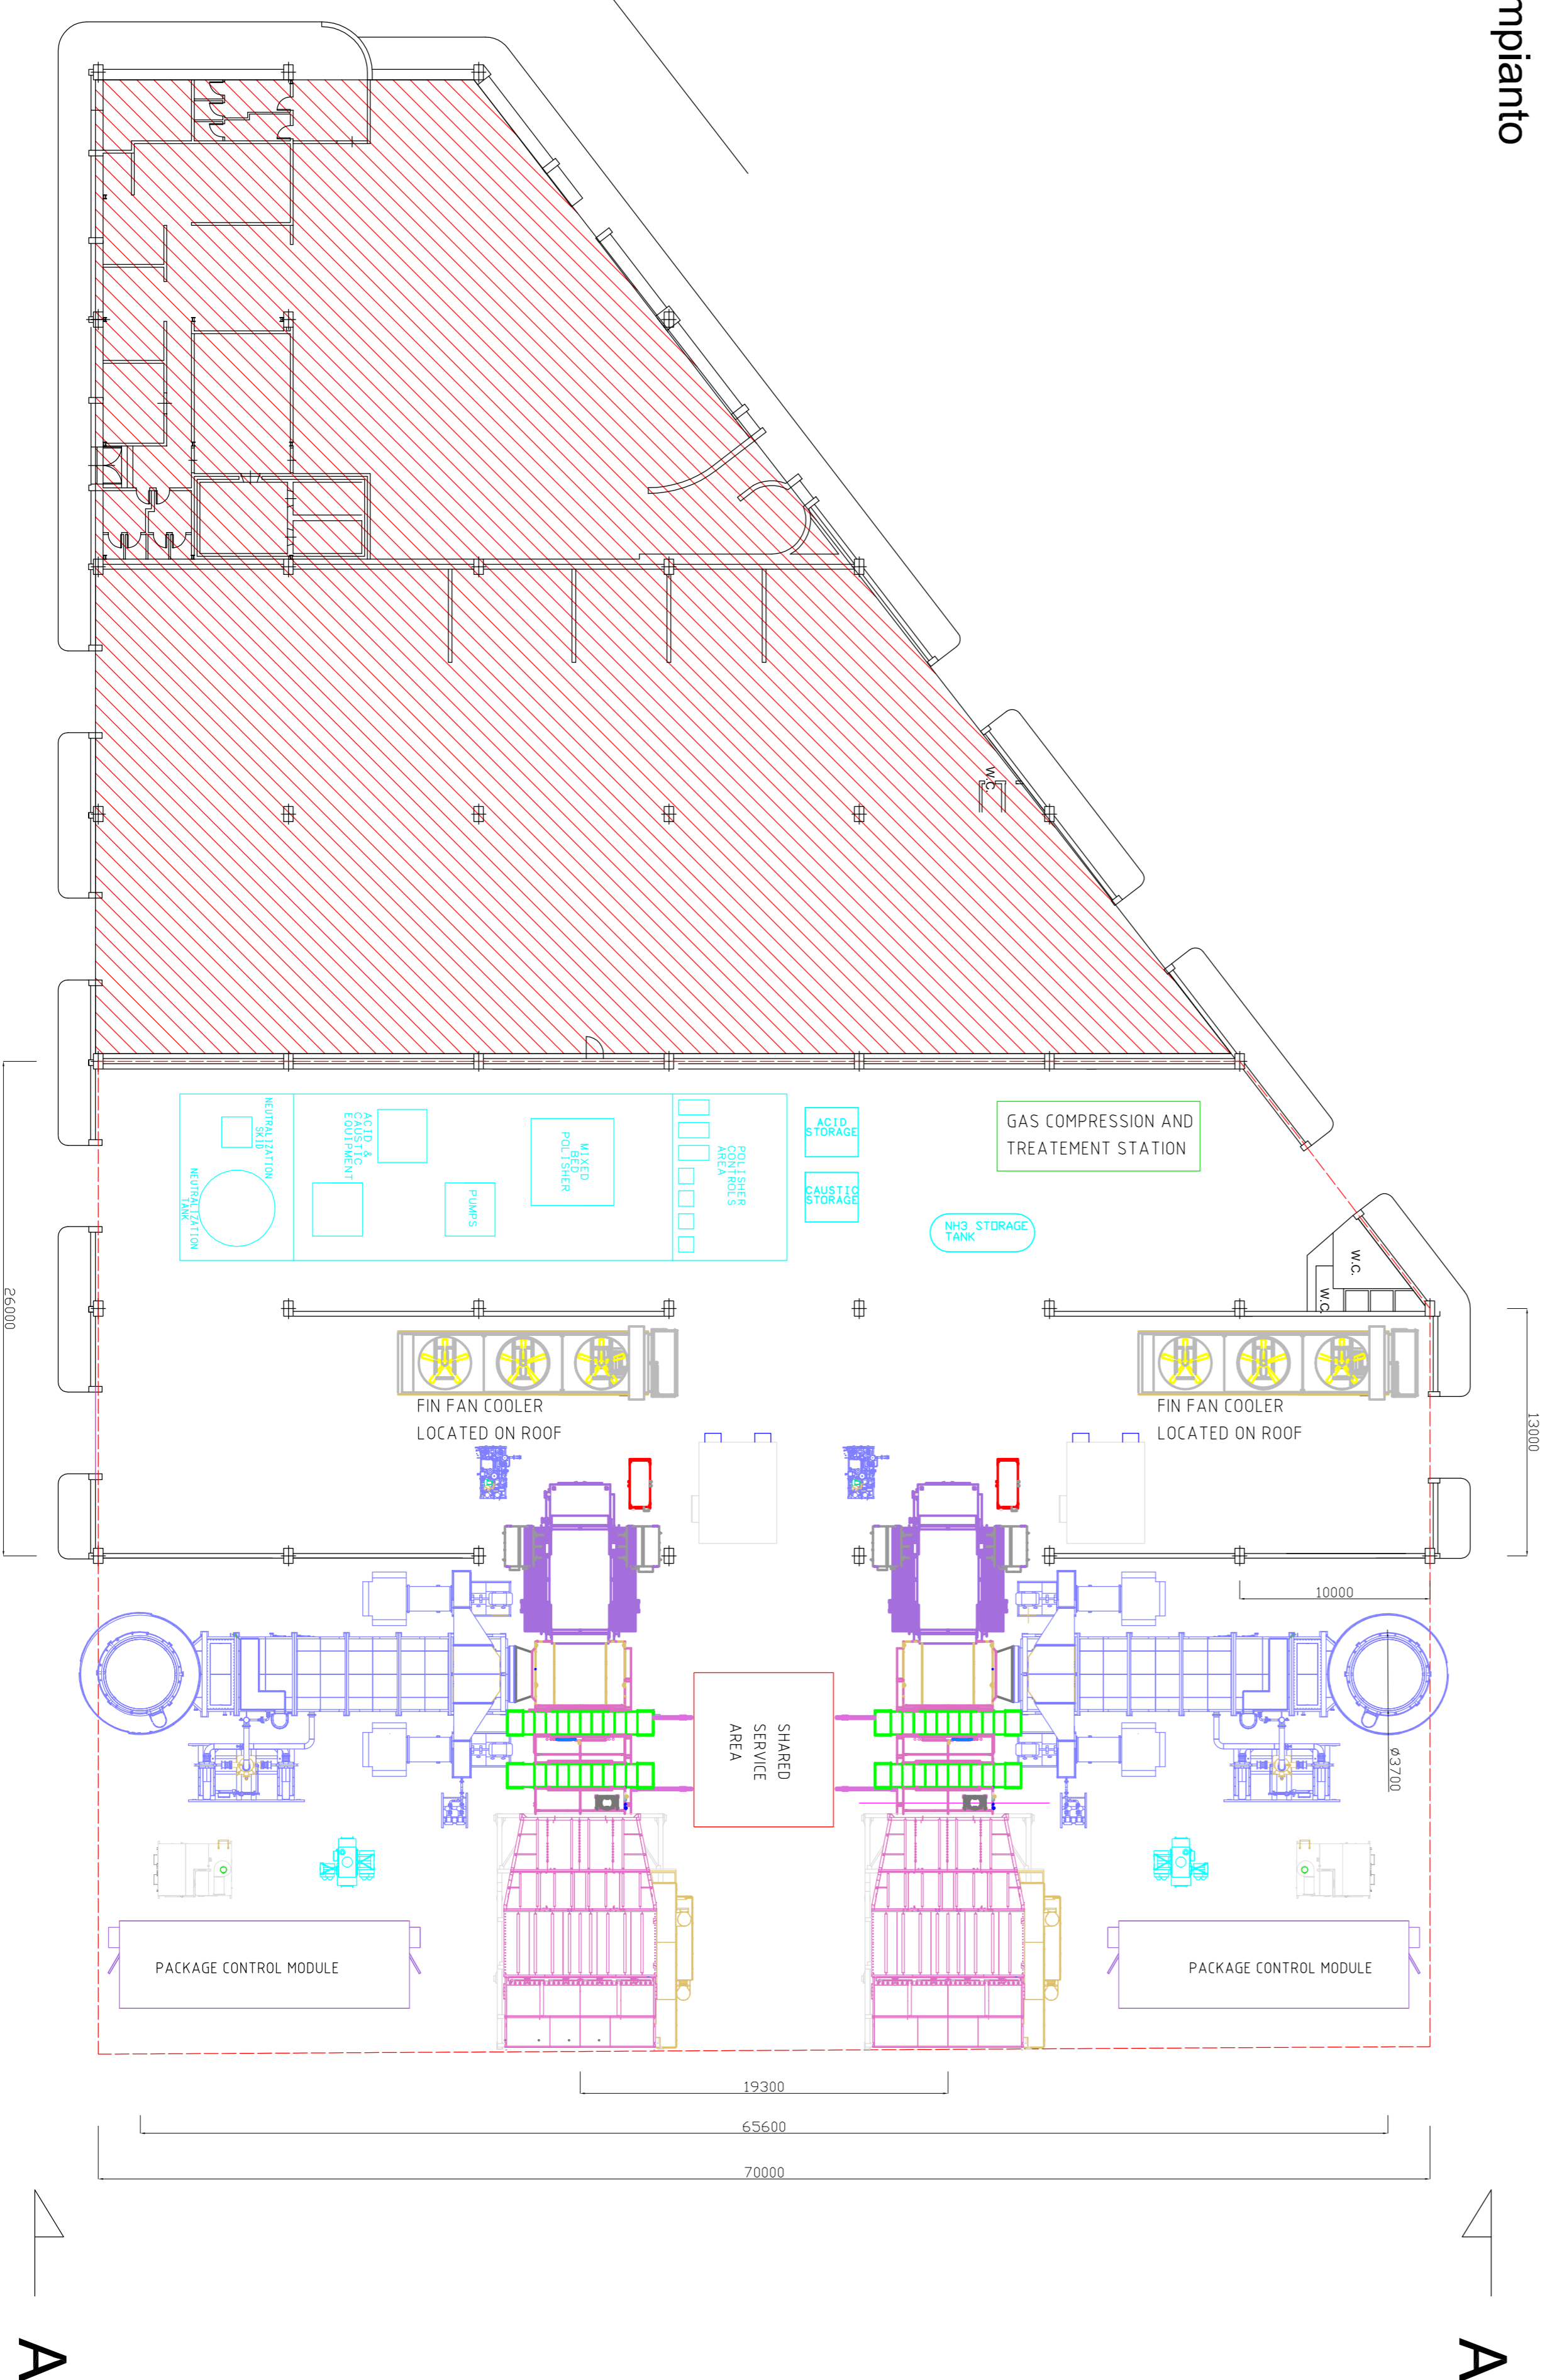 mpianto
W.C.
GAS COMPRESSION AND
TREATEMENT STATION
ACID
STORAGE
CAUSTIC
STORAGE
NH3 STORAGE
TANK
NEUTRALIZATION
SKID
NEUTRALIZATION
TANK
ACID &
CAUSTIC
EQUIPMENT
MIXED
BED
POLISHER
PUMPS
POLISHER
CONTROLS
AREA
W.C.
W.C.
26000
13000
FIN FAN COOLER
LOCATED ON ROOF
FIN FAN COOLER
LOCATED ON ROOF
10000
Ø3700
SHARED
SERVICE
AREA
PACKAGE CONTROL MODULE
PACKAGE CONTROL MODULE
19300
65600
70000
A
A